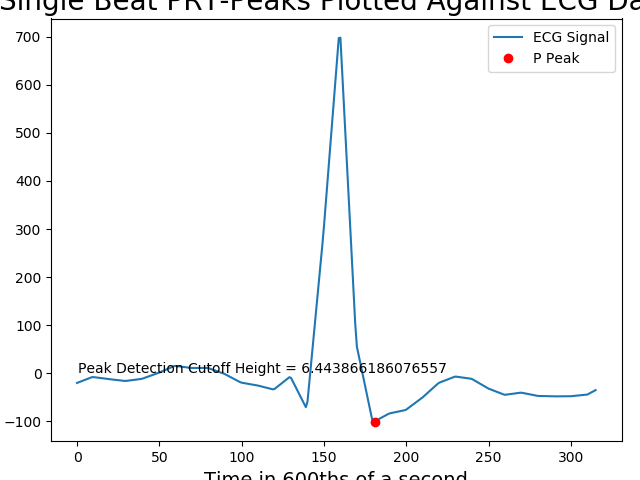 Single Beat PRT-Peaks Plotted Against ECG Da
ECG Signal
P Peak
700
600
500
400
300
200
100
0
−100
Peak Detection Cutoff Height = 6.443866186076557
0 50 100 150 200 250 300
Time in 600ths of a second